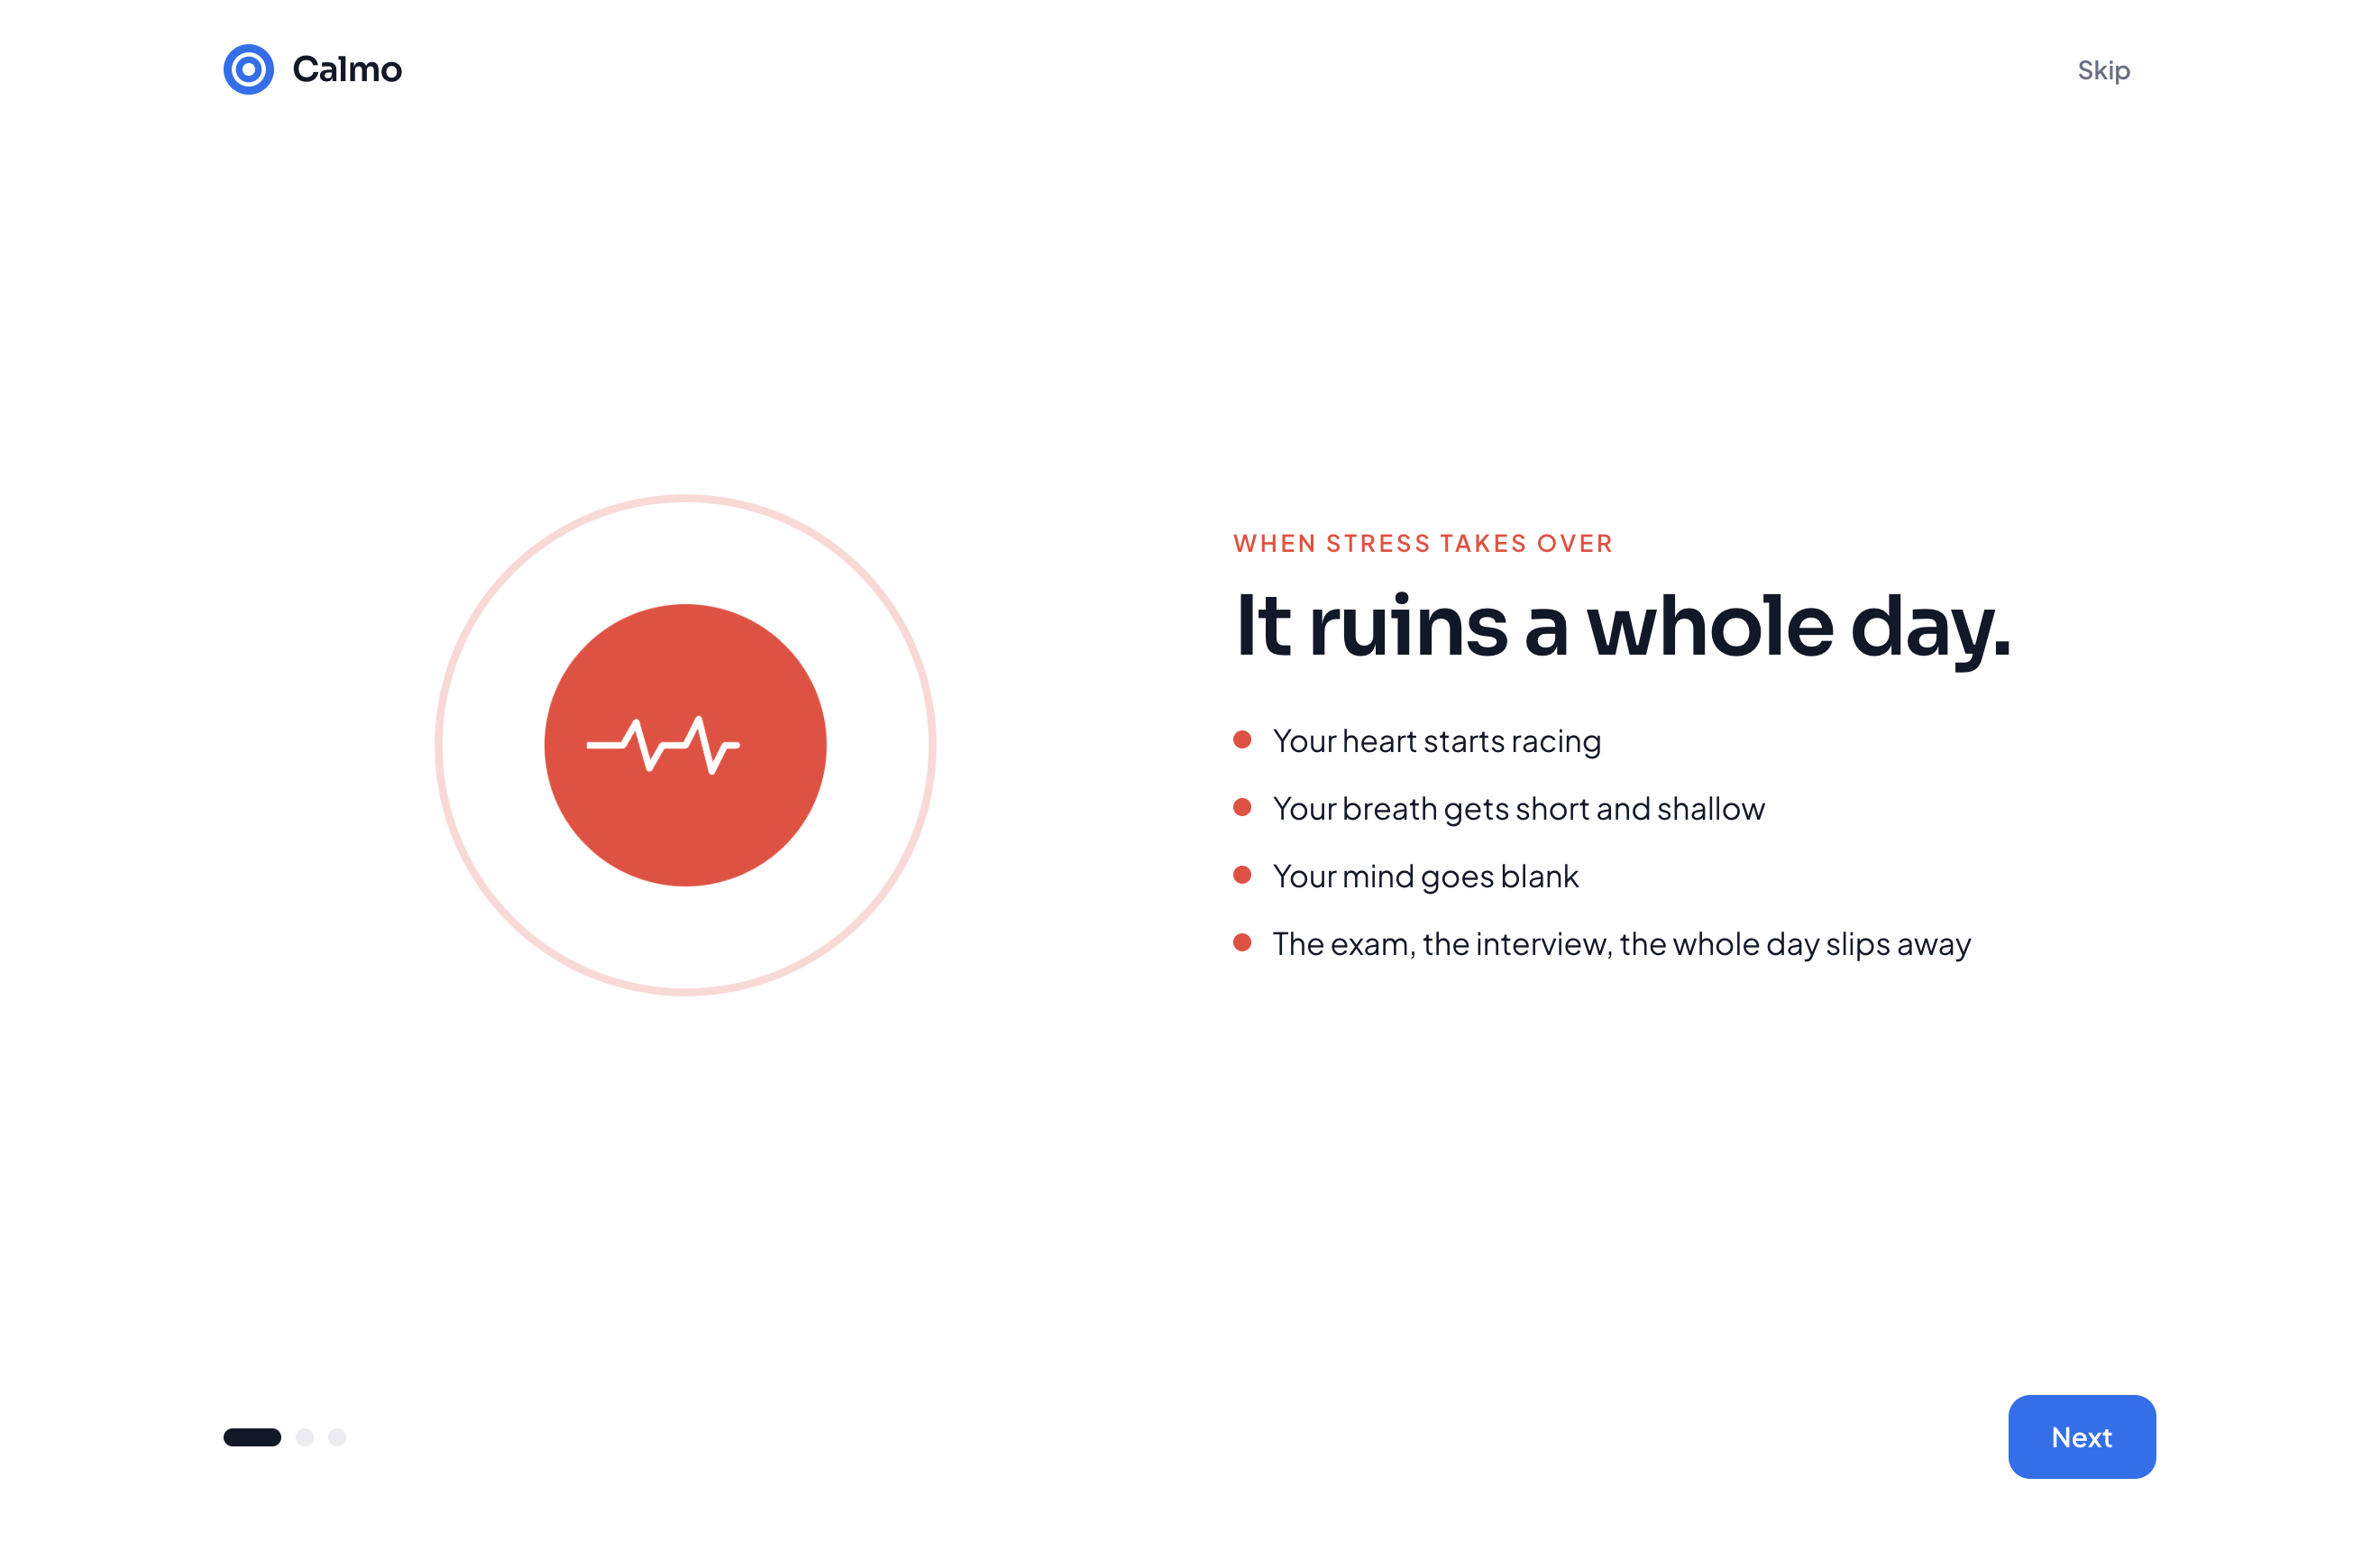 Calmo
Skip
WHEN STRESS TAKES OVER
It ruins a whole day.
Your heart starts racing
Your breath gets short and shallow
Your mind goes blank
The exam, the interview, the whole day slips away
Next